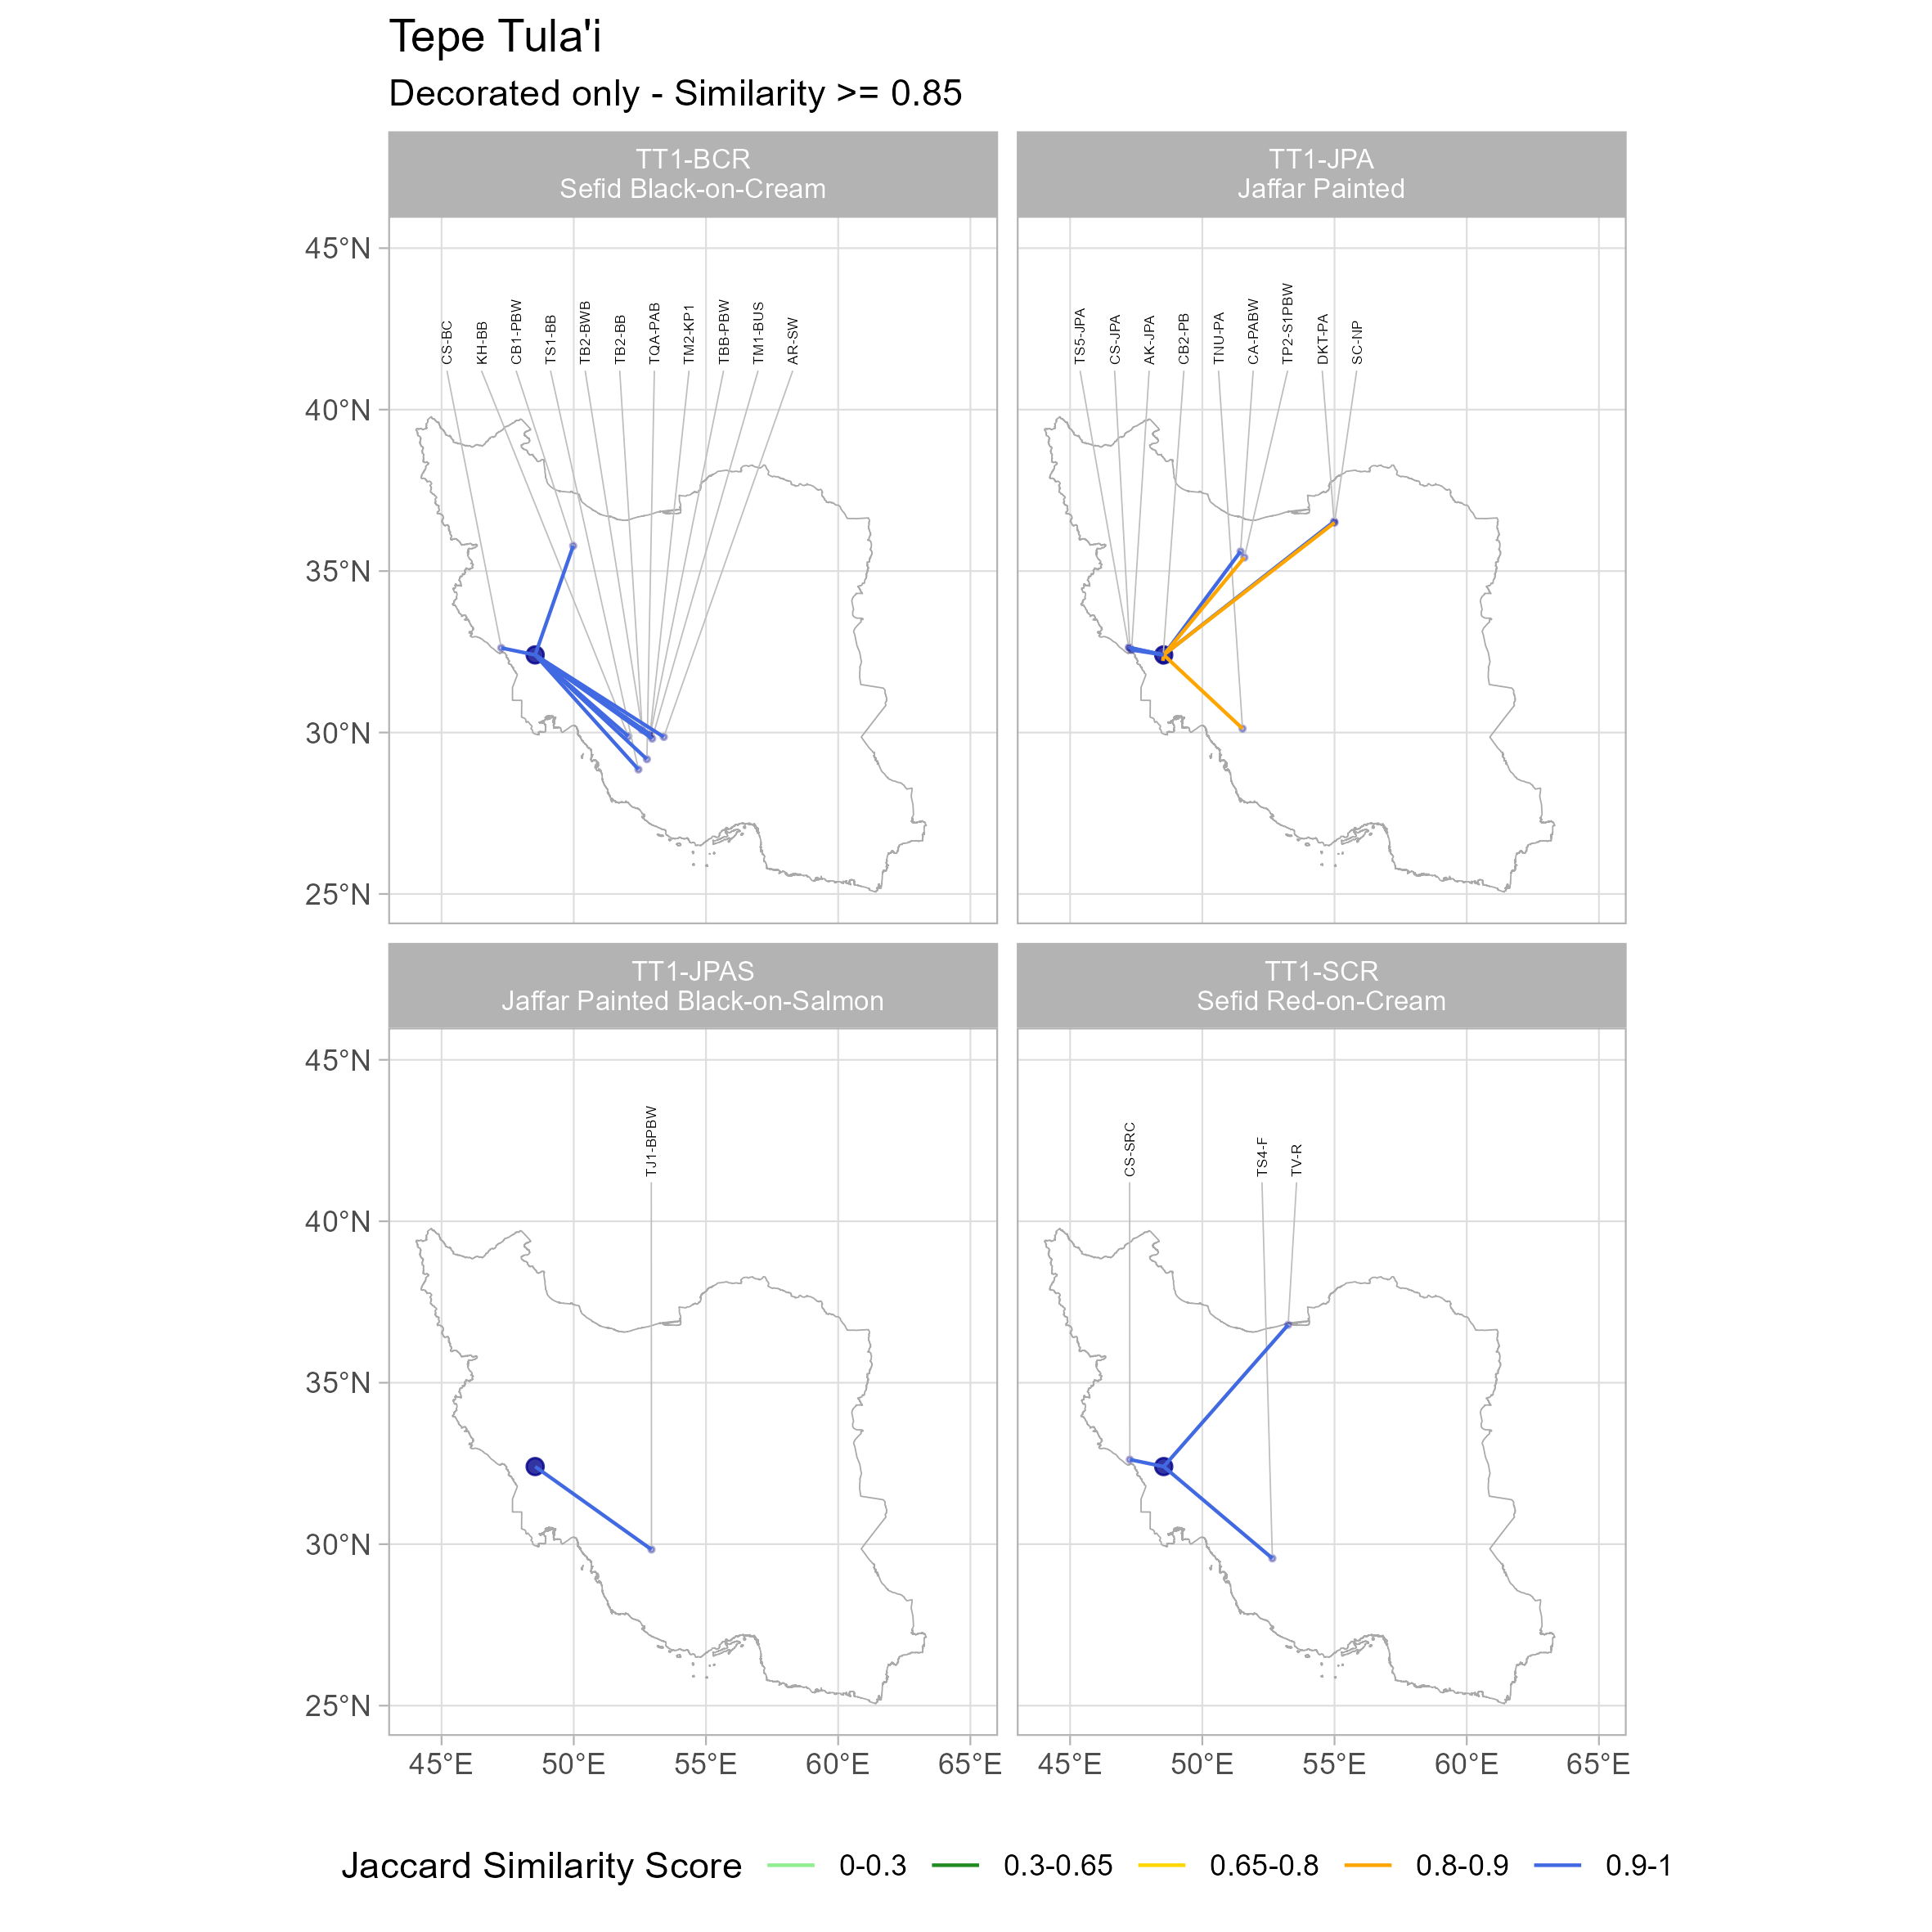 Tepe Tula'i
Decorated only - Similarity >= 0.85
TT1-BCR
Sefid Black-on-Cream
TT1-JPA
Jaffar Painted
45°N
40°N
35°N
30°N
25°N
CS-BC
KH-BB
CB1-PBW
TS1-BB
TB2-BWB
TB2-BB
TQA-PAB
TM2-KP1
TBB-PBW
TM1-BUS
AR-SW
TS5-JPA
CS-JPA
AK-JPA
CB2-PB
TNU-PA
CA-PABW
TP2-S1PBW
DKT-PA
SC-NP
TT1-JPAS
Jaffar Painted Black-on-Salmon
TT1-SCR
Sefid Red-on-Cream
45°N
40°N
35°N
30°N
25°N
TJ1-BPBW
CS-SRC
TS4-F
TV-R
45°E 50°E 55°E 60°E 65°E
45°E 50°E 55°E 60°E 65°E
Jaccard Similarity Score 0-0.3 0.3-0.65 0.65-0.8 0.8-0.9 0.9-1